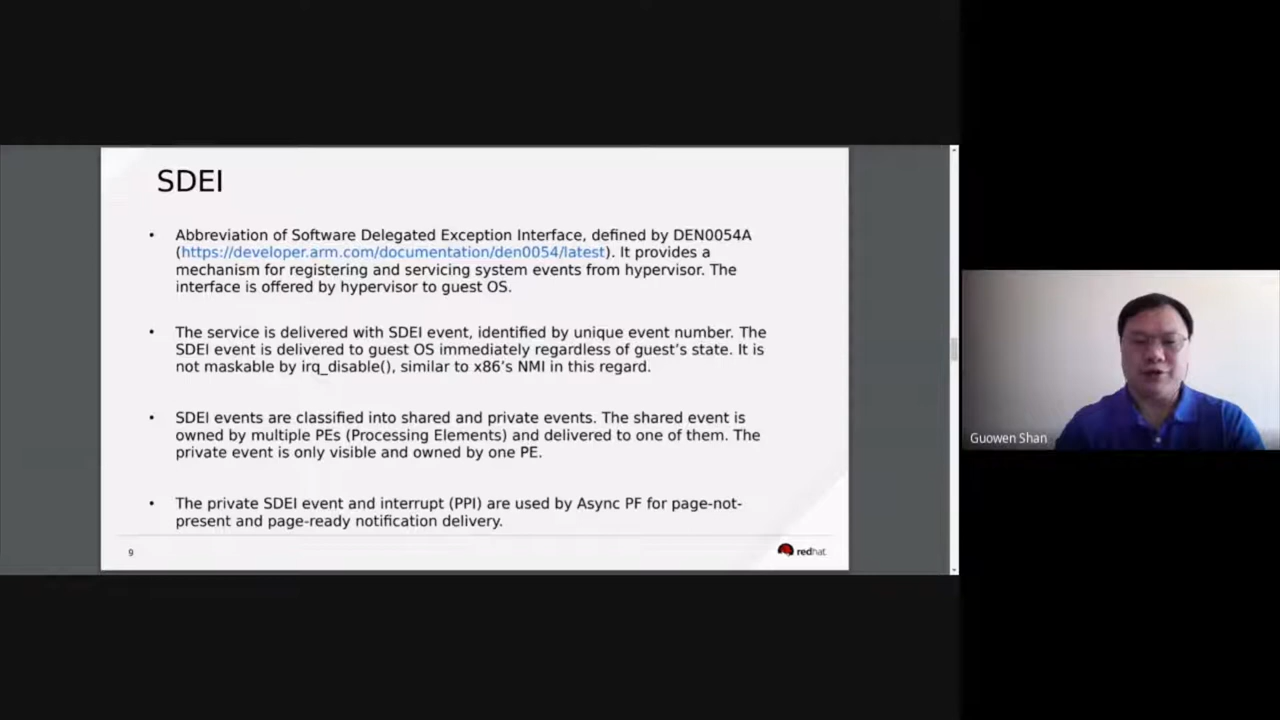 SDEI
• Abbreviation of Software Delegated Exception Interface, defined by DEN0054A
(https://developer.arm.com/documentation/den0054/latest). It provides a
mechanism for registering and servicing system events from hypervisor. The
interface is offered by hypervisor to guest OS.
• The service is delivered with SDEI event, identified by unique event number. The
SDEI event is delivered to guest OS immediately regardless of guest's state. It is
not maskable by irq_disable(), similar to x86's NMI in this regard.
• SDEI events are classified into shared and private events. The shared event is
owned by multiple PEs (Processing Elements) and delivered to one of them. The
private event is only visible and owned by one PE.
• The private SDEI event and interrupt (PPI) are used by Async PF for page-not-
present and page-ready notification delivery.
9
redhat
Guowen Shan